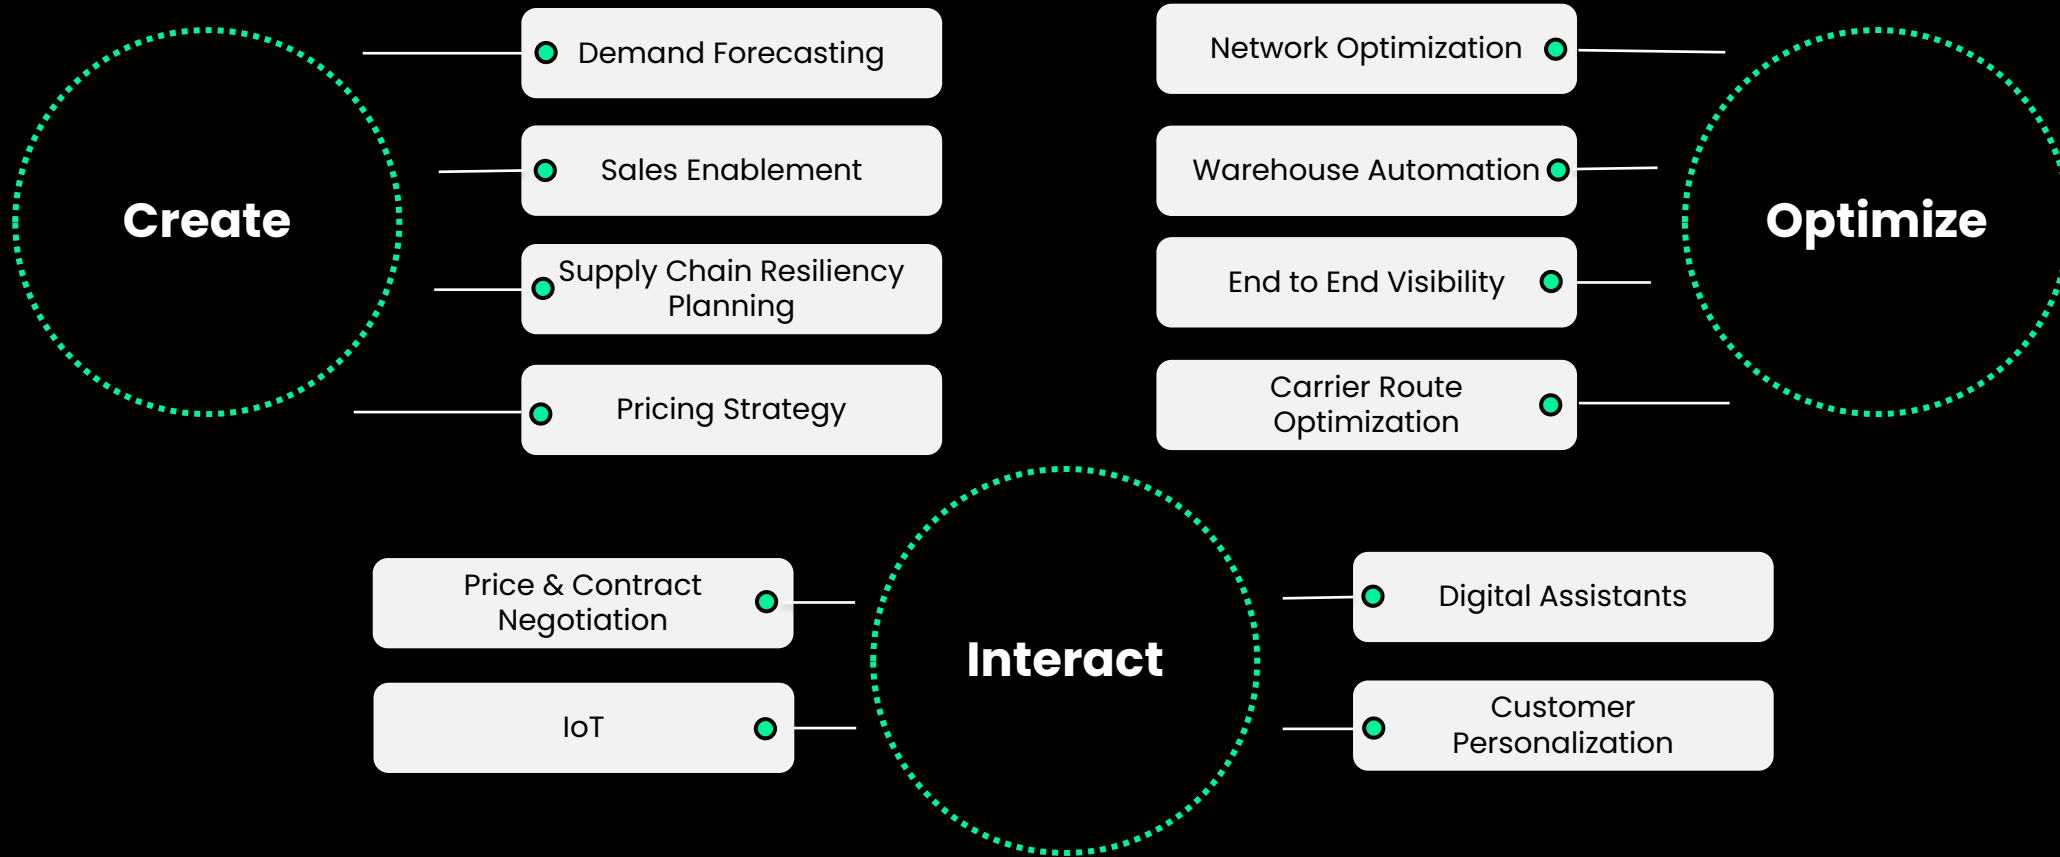 Create
Demand Forecasting
Sales Enablement
Supply Chain Resiliency
Planning
Pricing Strategy
Network Optimization
Warehouse Automation
End to End Visibility
Carrier Route
Optimization
Optimize
Price & Contract
Negotiation
IoT
Interact
Digital Assistants
Customer
Personalization